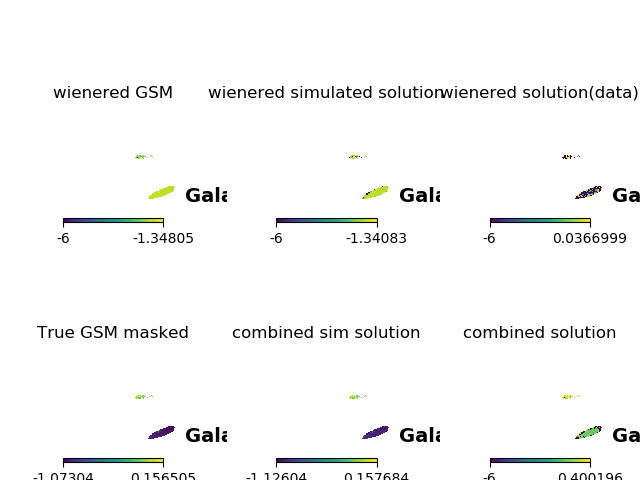 wienered GSM
wienered simulated solution
wienered solution(data)
Gala
Gala
Ga
-6
-1.34805
-6
-1.34083
-6
0.0366999
True GSM masked
combined sim solution
combined solution
Gala
Gala
Ga
-1.07304
0.156505
-1.12604
0.157684
-6
0.400196